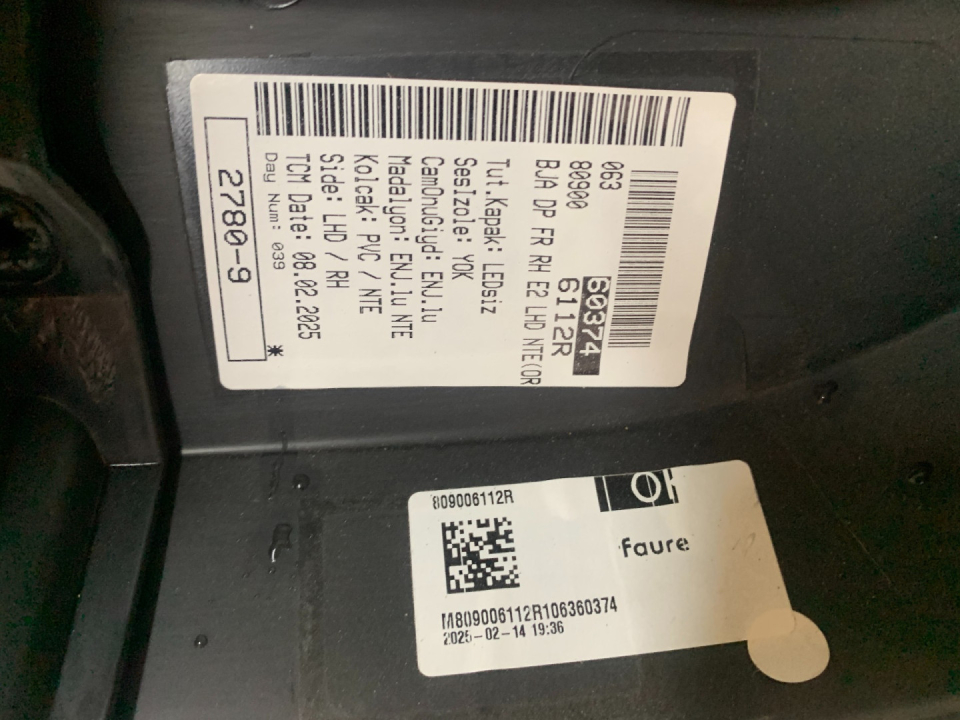 063
60374
80900
6112R
BJA DP FR RH E2 LHD NTE(OR
Tut.Kapak: LEDsiz
SesIzole: YOK
CamOnuGiyd: ENJ.lu
Madalyon: ENJ.lu NTE
Kolcak: PVC / NTE
Side: LHD / RH
TCM Date: 08.02.2025
Day Num: 039 *
2780-9
809006112R
faure
M809006112R106360374
2025-02-14 19:36